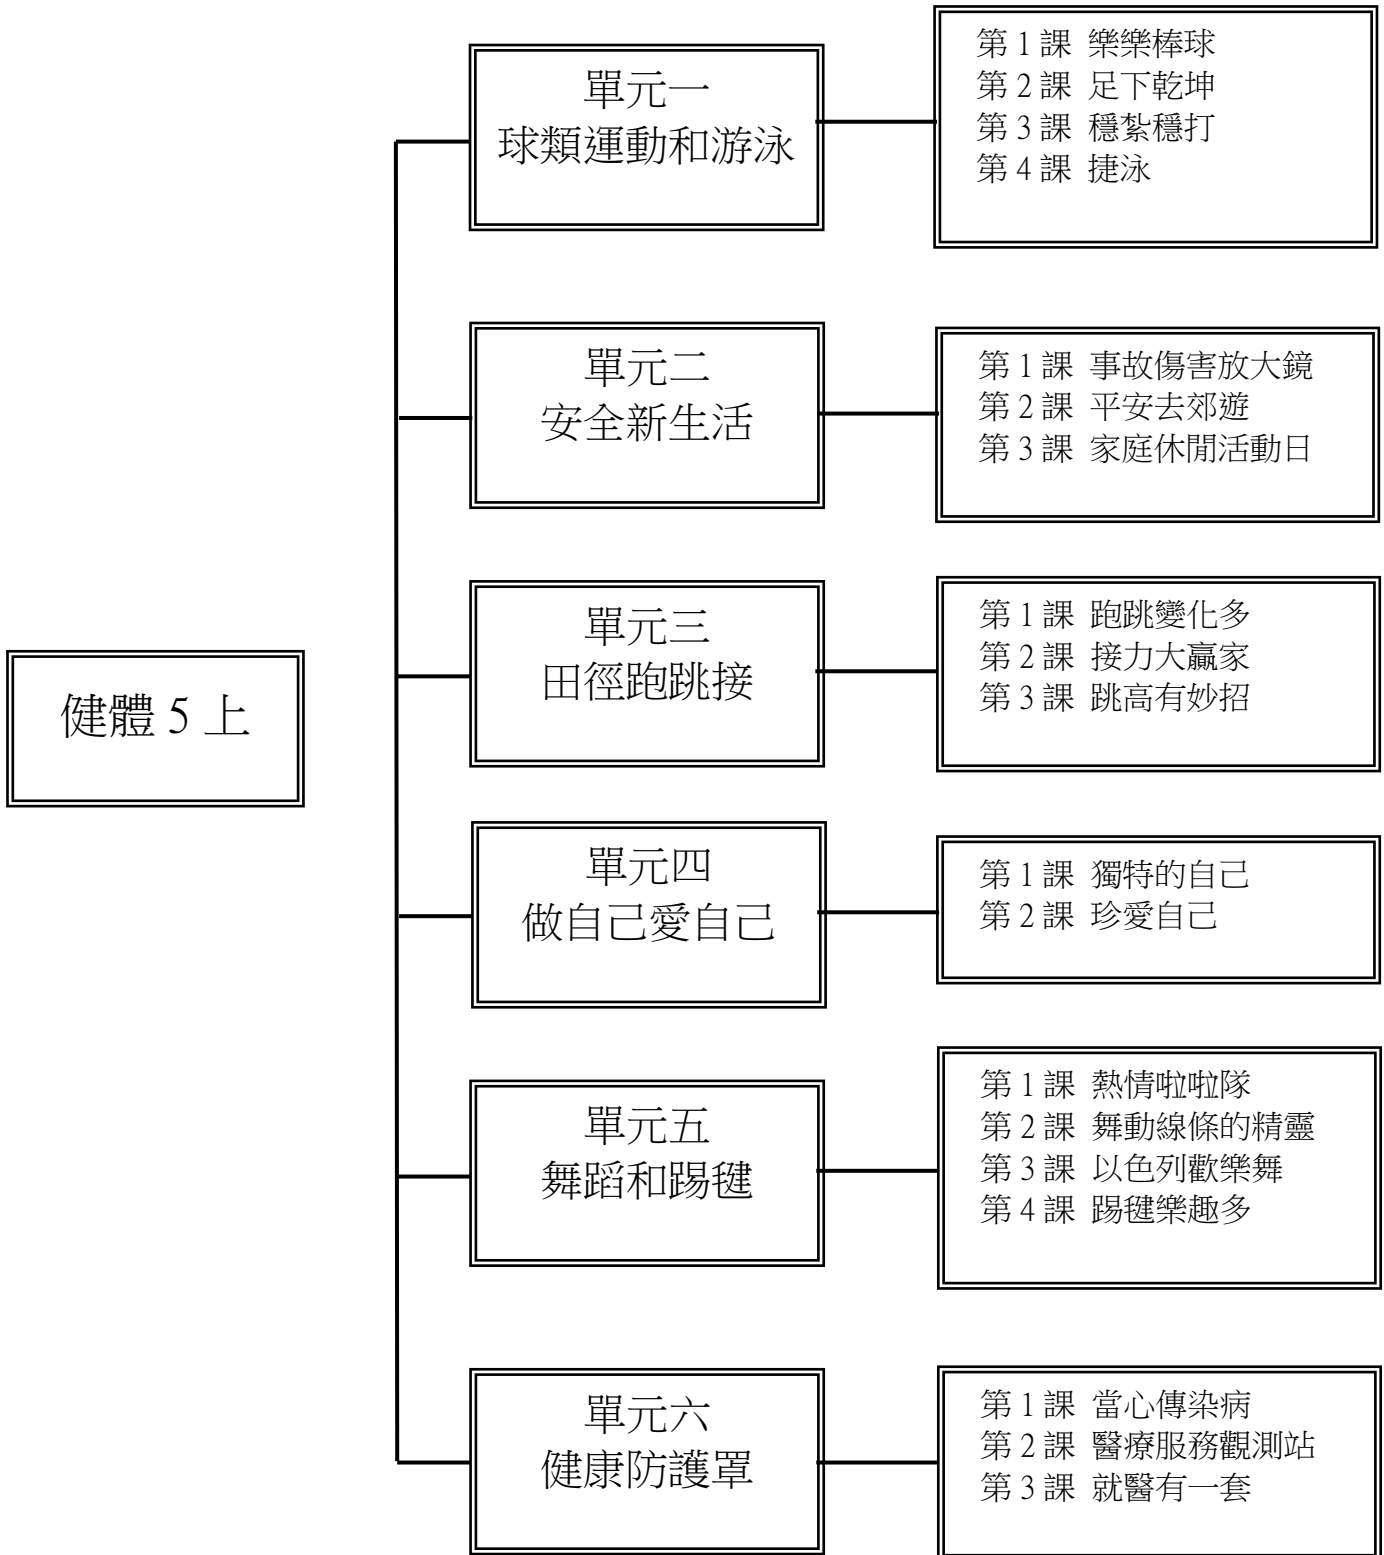 健體 5 上
單元一
球類運動和游泳
第 1 課 樂樂棒球
第 2 課 足下乾坤
第 3 課 穩紮穩打
第 4 課 捷泳
單元二
安全新生活
第 1 課 事故傷害放大鏡
第 2 課 平安去郊遊
第 3 課 家庭休閒活動日
單元三
田徑跑跳接
第 1 課 跑跳變化多
第 2 課 接力大贏家
第 3 課 跳高有妙招
單元四
做自己愛自己
第 1 課 獨特的自己
第 2 課 珍愛自己
單元五
舞蹈和踢毽
第 1 課 熱情啦啦隊
第 2 課 舞動線條的精靈
第 3 課 以色列歡樂舞
第 4 課 踢毽樂趣多
單元六
健康防護罩
第 1 課 當心傳染病
第 2 課 醫療服務觀測站
第 3 課 就醫有一套